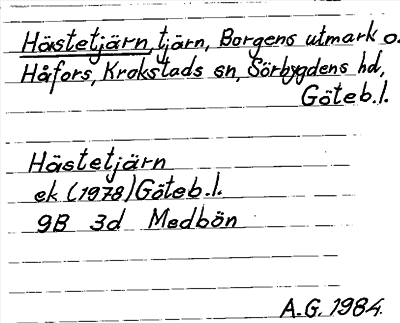 Hästetjärn, tjärn, Borgens utmark o.
Håfors, Krokstads sn, Sörbygdens hd,
Göteb.l.
Hästetjärn
ek (1978) Göteb.l.
9B 3d Medbön
A.G. 1984.